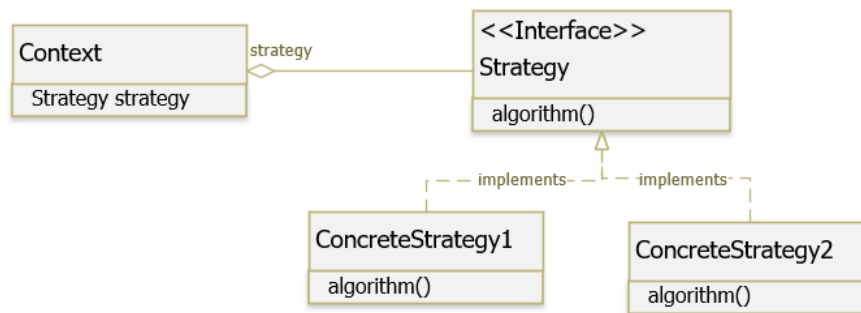 Context
Strategy strategy
strategy
<<Interface>>
Strategy
algorithm()
implements
implements
ConcreteStrategy1
algorithm()
ConcreteStrategy2
algorithm()